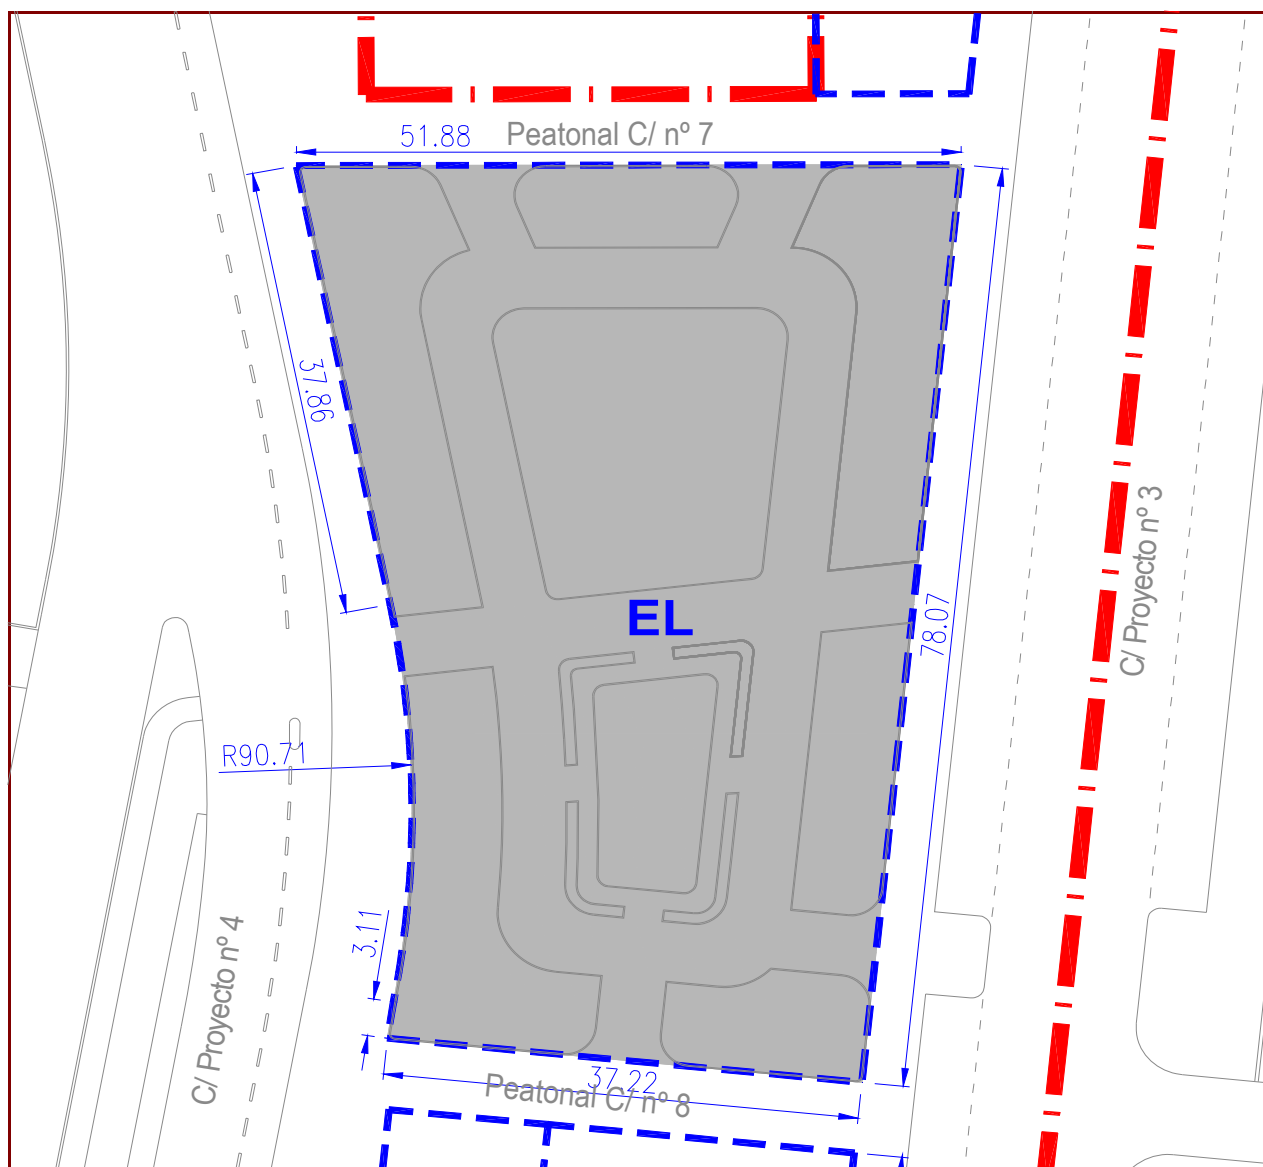 51.88
Peatonal C/ nº 7
37.86
EL
78.07
C/ Proyecto nº 3
R90.71
3.11
C/ Proyecto nº 4
37.22
Peatonal C/ nº 8